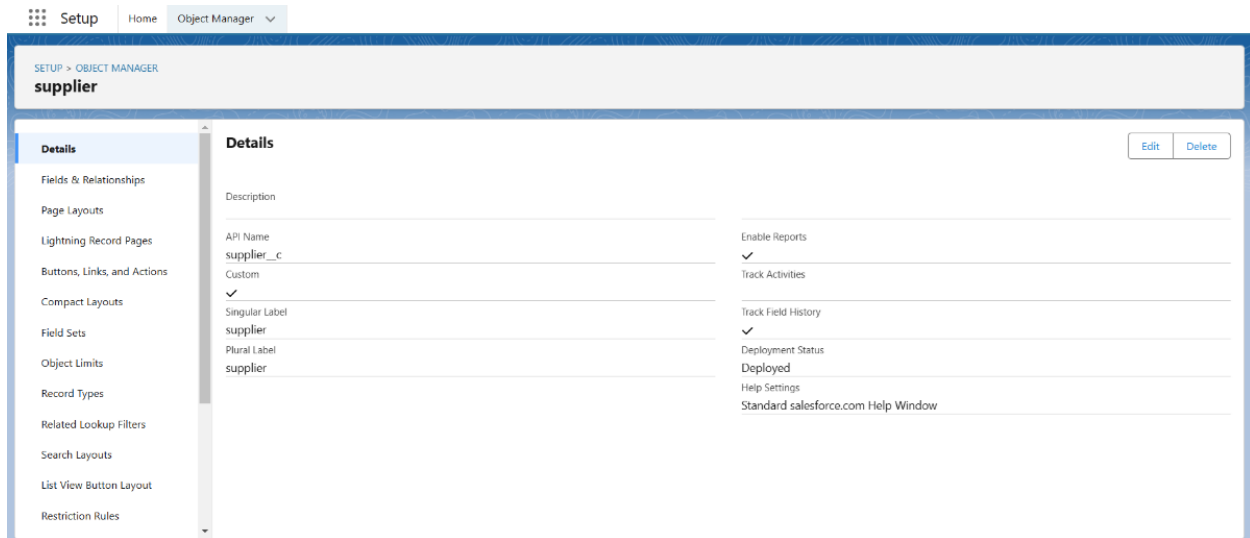 Setup Home Object Manager
SETUP > OBJECT MANAGER
supplier
Details
Fields & Relationships
Page Layouts
Lightning Record Pages
Buttons, Links, and Actions
Compact Layouts
Field Sets
Object Limits
Record Types
Related Lookup Filters
Search Layouts
List View Button Layout
Restriction Rules
Details
Edit Delete
Description
API Name
supplier__c
Custom
Singular Label
supplier
Plural Label
supplier
Enable Reports
Track Activities
Track Field History
Deployment Status
Deployed
Help Settings
Standard salesforce.com Help Window